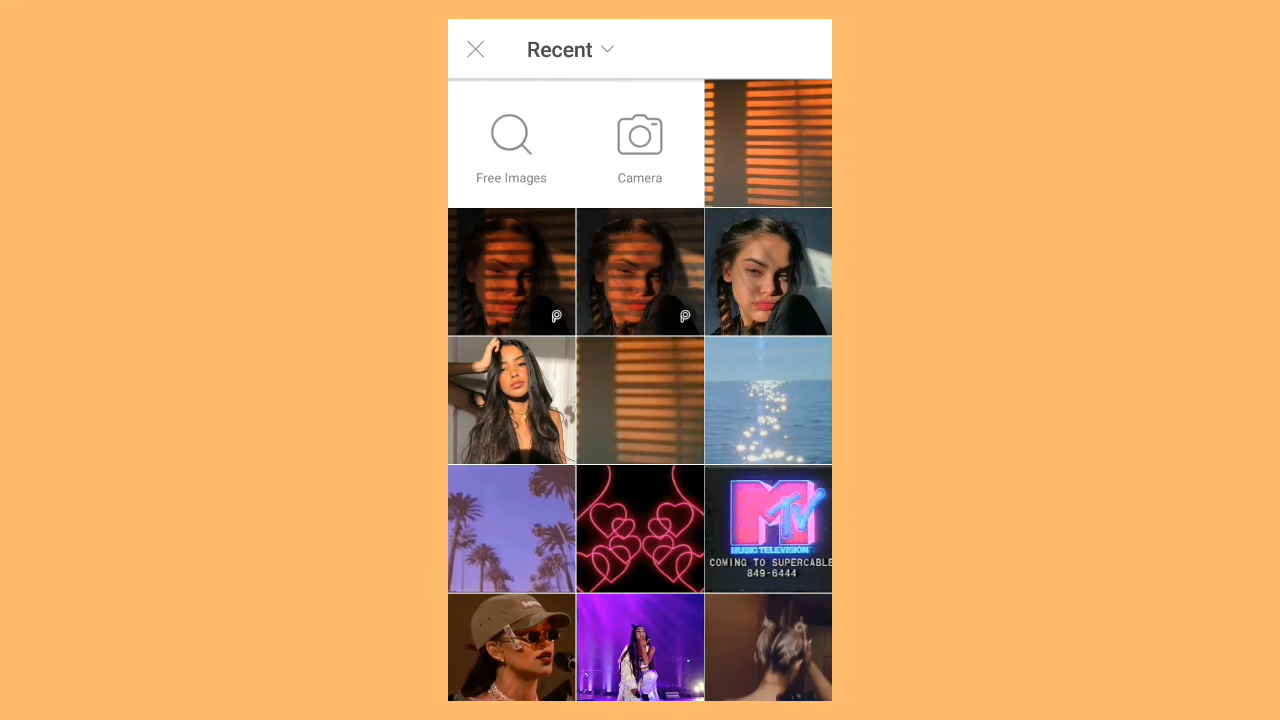 Recent
Free Images
Camera
MTV
MUSIC TELEVISION
COMING TO SUPERCABLE
849-6444